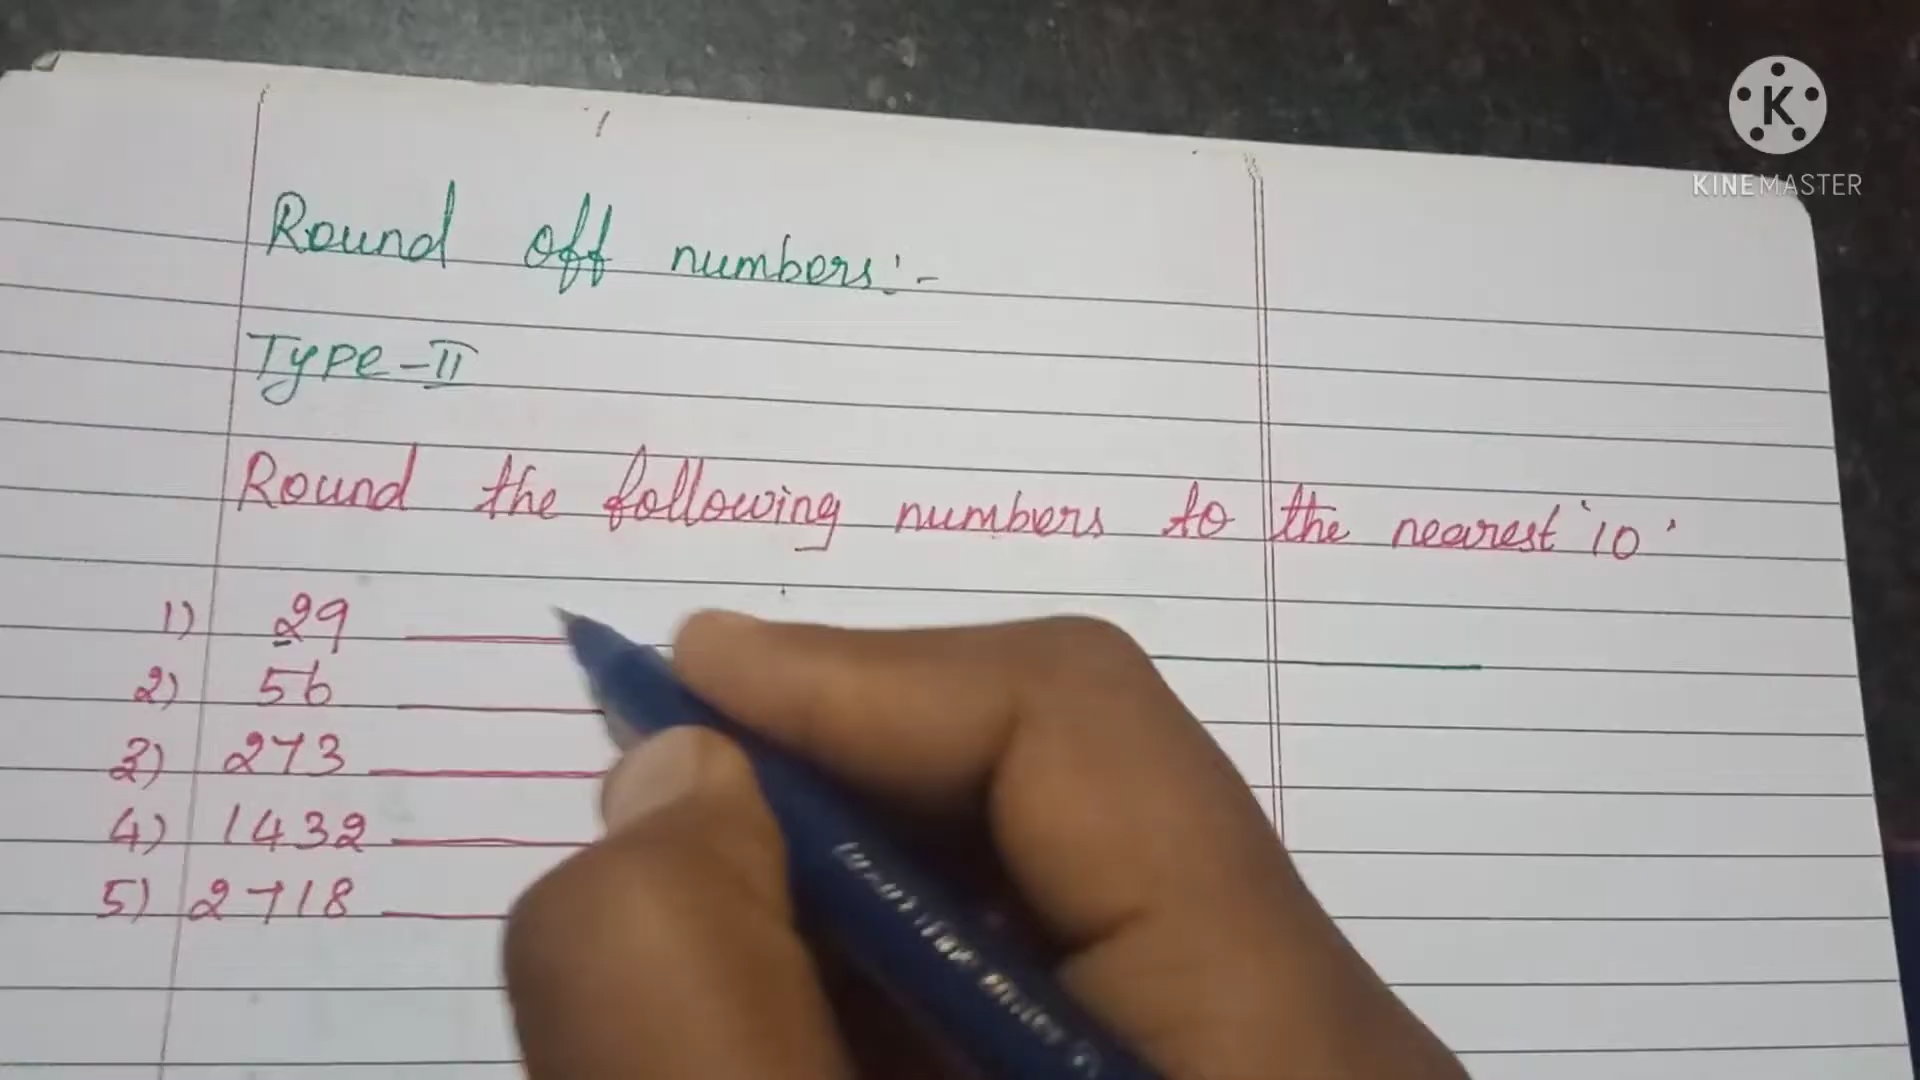 K
KINEMASTER
Round off numbers:-
Type-II
Round the following numbers to the nearest '10'
1) 29
2) 56
3) 273
4) 1432
5) 2718